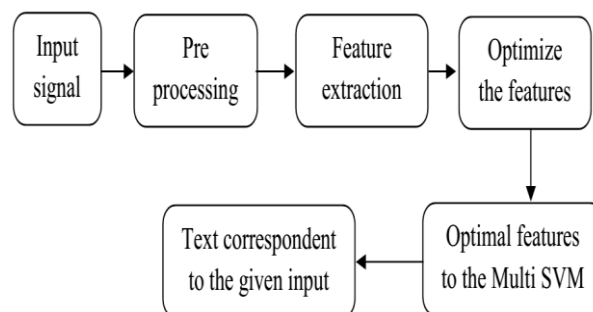 Input
signal
Pre
processing
Feature
extraction
Optimize
the features
Optimal features
to the Multi SVM
Text correspondent
to the given input